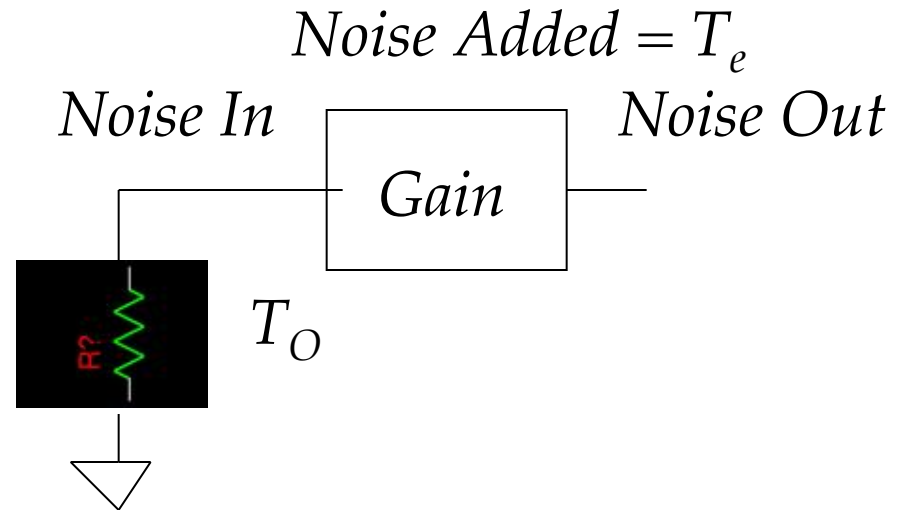 Noise Added = Te
Noise In
Noise Out
Gain
R?
TO